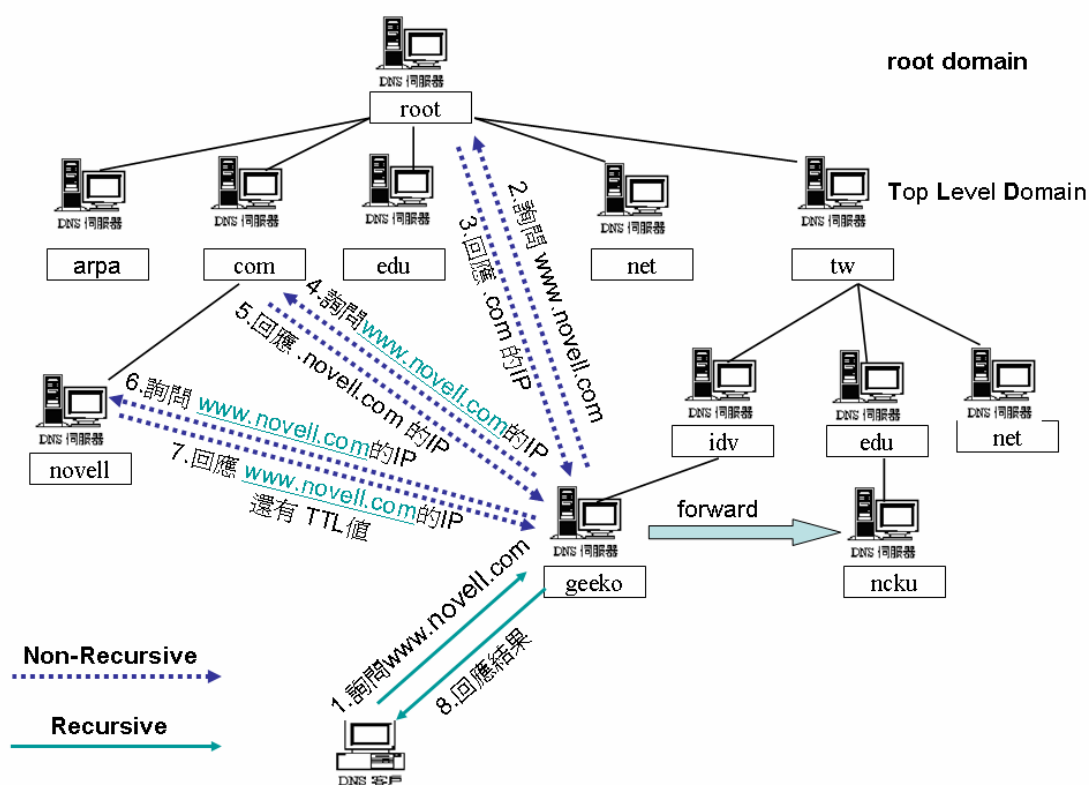 DNS 伺服器
root domain
root
DNS 伺服器
DNS 伺服器
DNS 伺服器
DNS 伺服器
DNS 伺服器
Top Level Domain
arpa
com
edu
net
tw
2.詢問 www.novell.com
3.回應 .com 的IP
4.詢問www.novell.com的IP
5.回應 .novell.com 的IP
6.詢問 www.novell.com的IP
7.回應 www.novell.com的IP
還有 TTL值
DNS 伺服器
novell
DNS 伺服器
DNS 伺服器
DNS 伺服器
idv
edu
net
forward
DNS 伺服器
DNS 伺服器
geeko
ncku
1.詢問www.novell.com
8.回應結果
Non-Recursive
Recursive
DNS 客戶